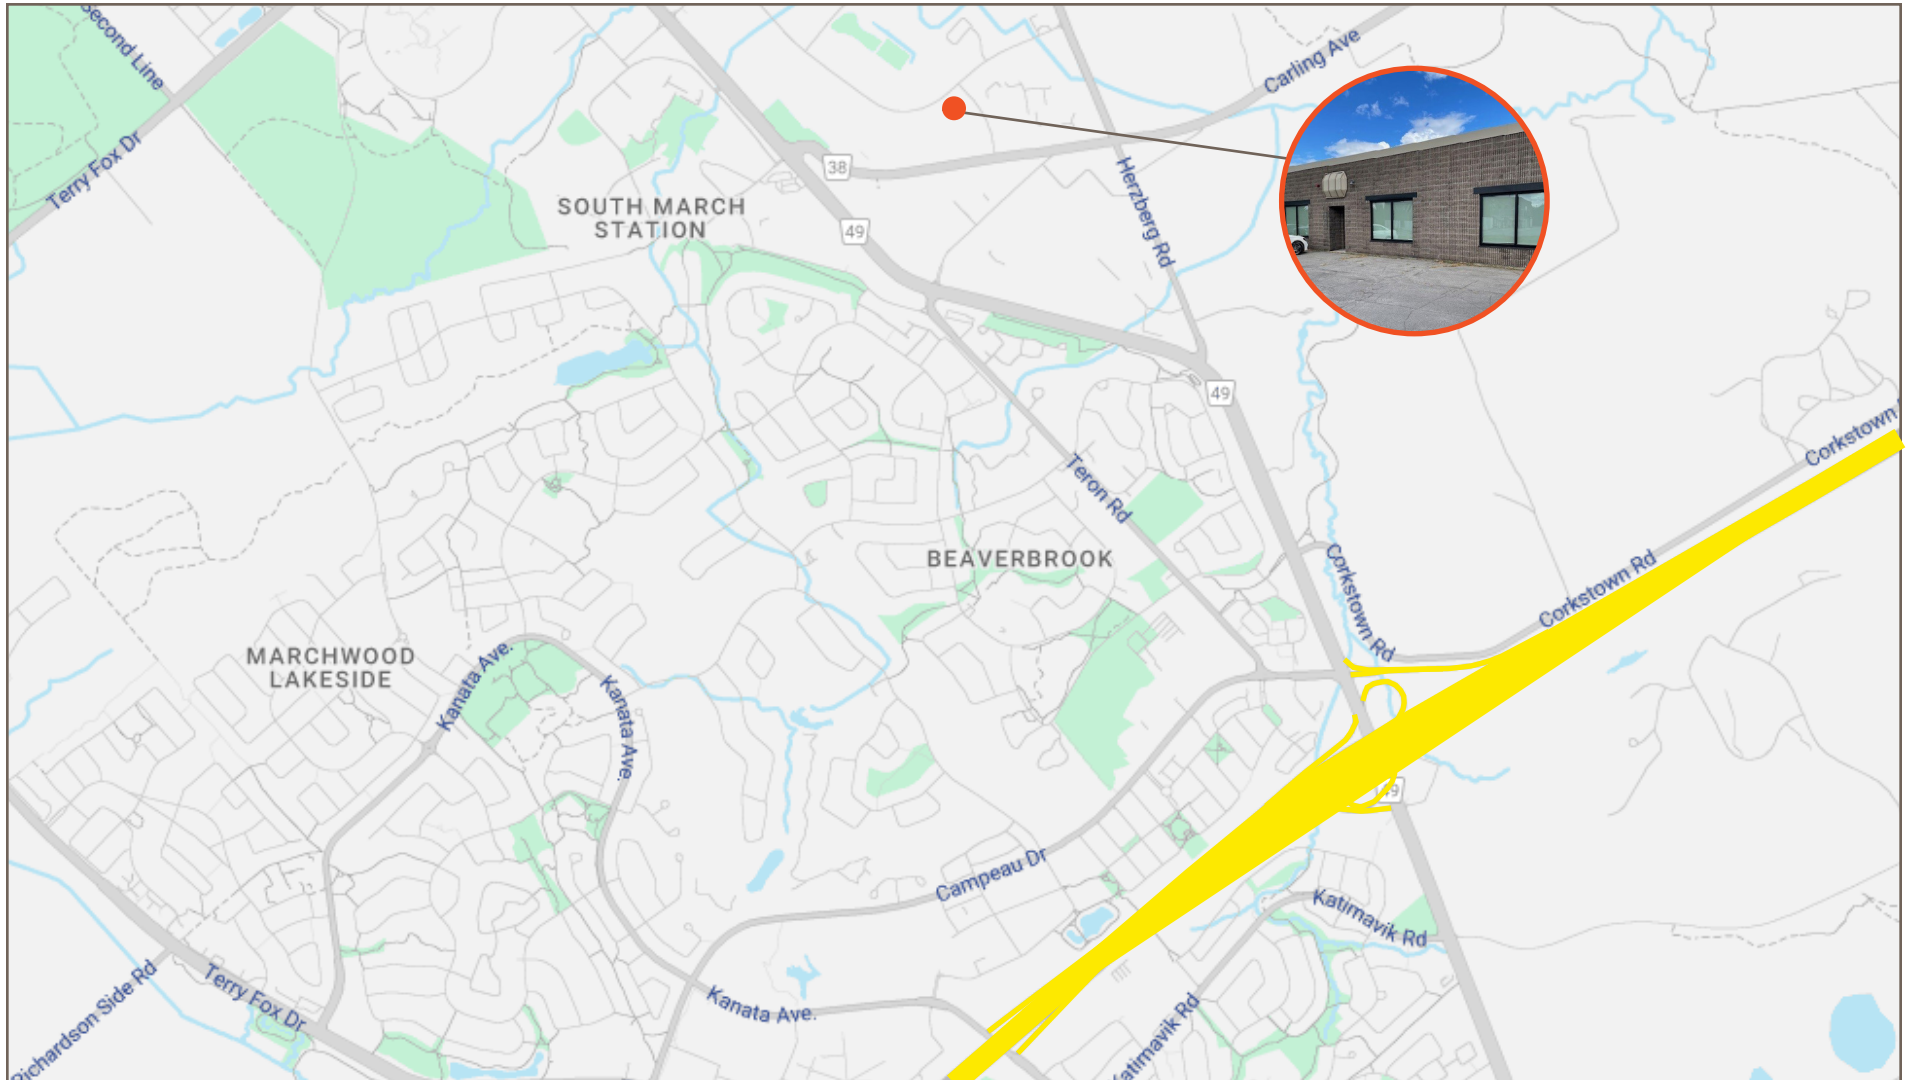 Second Line
Carling Ave
Terry Fox Dr
38
Herzberg Rd
SOUTH MARCH
STATION
49
49
Corkstown
Teron Rd
BEAVERBROOK
Corkstown Rd
Corkstown Rd
MARCHWOOD
LAKESIDE
Kanata Ave.
Kanata Ave.
49
Campeau Dr
Katimavik Rd
Richardson Side Rd
Terry Fox Dr
Kanata Ave.
Katimavik Rd